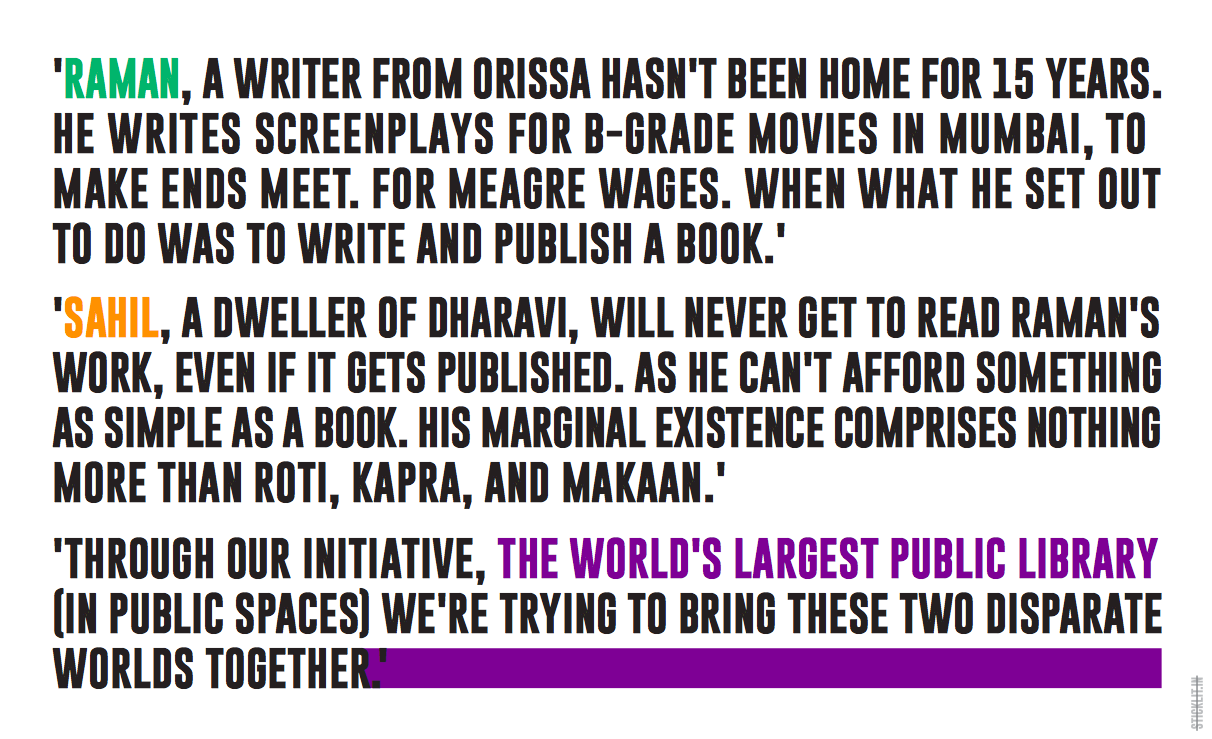 'RAMAN, A WRITER FROM ORISSA HASN'T BEEN HOME FOR 15 YEARS.
HE WRITES SCREENPLAYS FOR B-GRADE MOVIES IN MUMBAI, TO
MAKE ENDS MEET. FOR MEAGRE WAGES. WHEN WHAT HE SET OUT
TO DO WAS TO WRITE AND PUBLISH A BOOK.'
'SAHIL, A DWELLER OF DHARAVI, WILL NEVER GET TO READ RAMAN'S
WORK, EVEN IF IT GETS PUBLISHED. AS HE CAN'T AFFORD SOMETHING
AS SIMPLE AS A BOOK. HIS MARGINAL EXISTENCE COMPRISES NOTHING
MORE THAN ROTI, KAPRA, AND MAKAAN.'
'THROUGH OUR INITIATIVE, THE WORLD'S LARGEST PUBLIC LIBRARY
(IN PUBLIC SPACES) WE'RE TRYING TO BRING THESE TWO DISPARATE
WORLDS TOGETHER.'
STICKLIT.IN